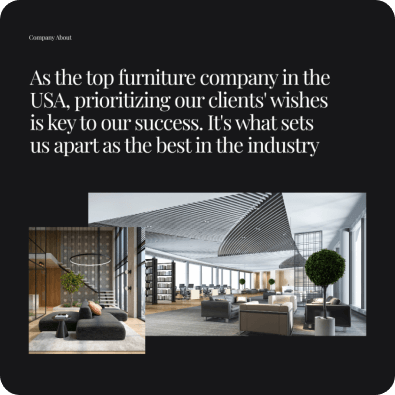 Company About
As the top furniture company in the
USA, prioritizing our clients' wishes
is key to our success. It's what sets
us apart as the best in the industry